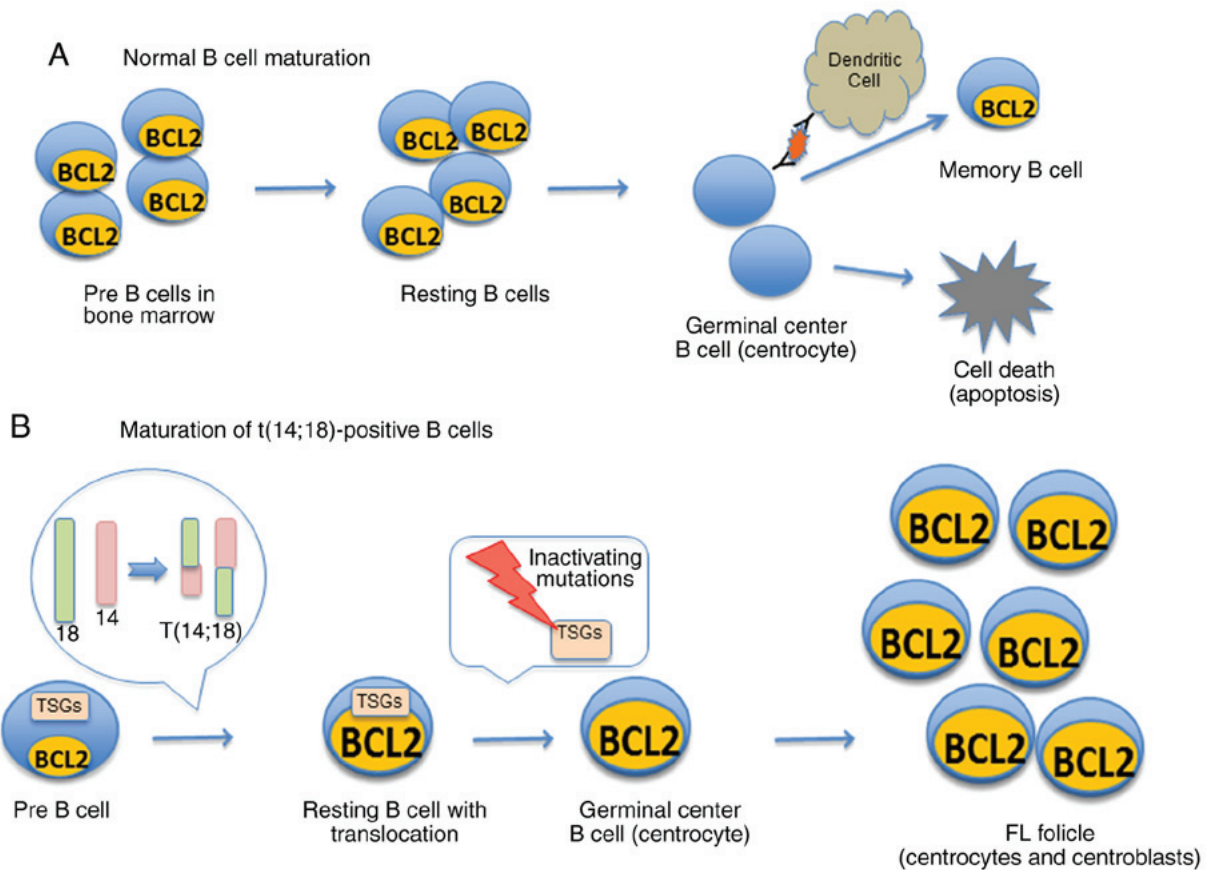 A
Normal B cell maturation
BCL2
BCL2
BCL2
BCL2
Pre B cells in
bone marrow
BCL2
BCL2
BCL2
BCL2
Resting B cells
Dendritic
Cell
Germinal center
B cell (centrocyte)
BCL2
Memory B cell
Cell death
(apoptosis)
B
Maturation of t(14;18)-positive B cells
18
14
T(14;18)
TSGs
BCL2
Pre B cell
TSGs
BCL2
Resting B cell with
translocation
Inactivating
mutations
TSGs
BCL2
Germinal center
B cell (centrocyte)
BCL2
BCL2
BCL2
BCL2
BCL2
BCL2
FL folicle
(centrocytes and centroblasts)